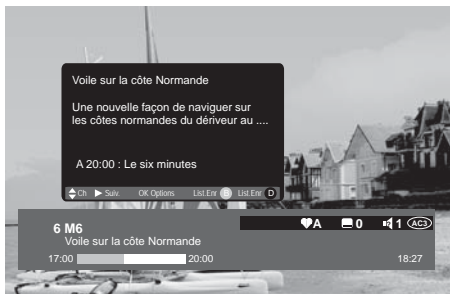 Voile sur la côte Normande
Une nouvelle façon de naviguer sur
les côtes normandes du dériveur au ....
A 20:00 : Le six minutes
Ch Suiv. OK Options List.Enr B List.Enr D
A 0 1 AC3
6 M6
Voile sur la côte Normande
17:00 20:00 18:27